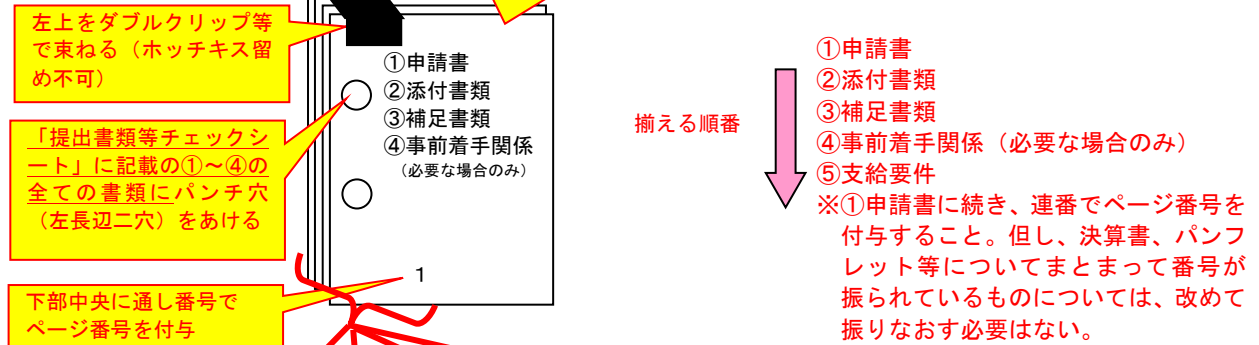 左上をダブルクリップ等
で束ねる（ホッチキス留
め不可）
「提出書類等チェックシ
ート」に記載の①～④の
全ての書類にパンチ穴
（左長辺二穴）をあける
下部中央に通し番号で
ページ番号を付与
①申請書
②添付書類
③補足書類
④事前着手関係
（必要な場合のみ）
1
揃える順番
①申請書
②添付書類
③補足書類
④事前着手関係（必要な場合のみ）
⑤支給要件
※①申請書に続き、連番でページ番号を
付与すること。但し、決算書、パンフ
レット等についてまとまって番号が
振られているものについては、改めて
振りなおす必要はない。